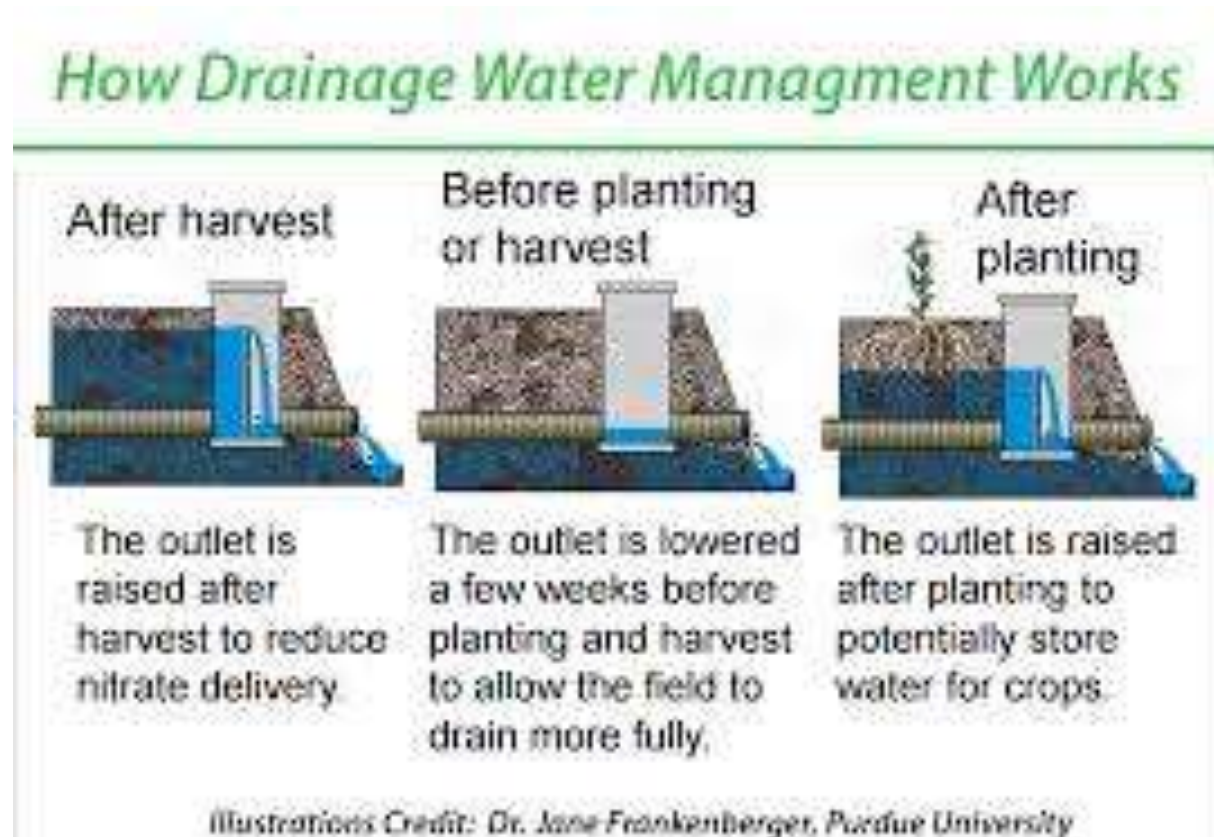 How Drainage Water Managment Works
After harvest
Before planting
or harvest
After
planting
The outlet is
raised after
harvest to reduce
nitrate delivery.
The outlet is lowered
a few weeks before
planting and harvest
to allow the field to
drain more fully.
The outlet is raised
after planting to
potentially store
water for crops.
Illustrations Credit: Dr. Jane Frankenberger, Purdue University